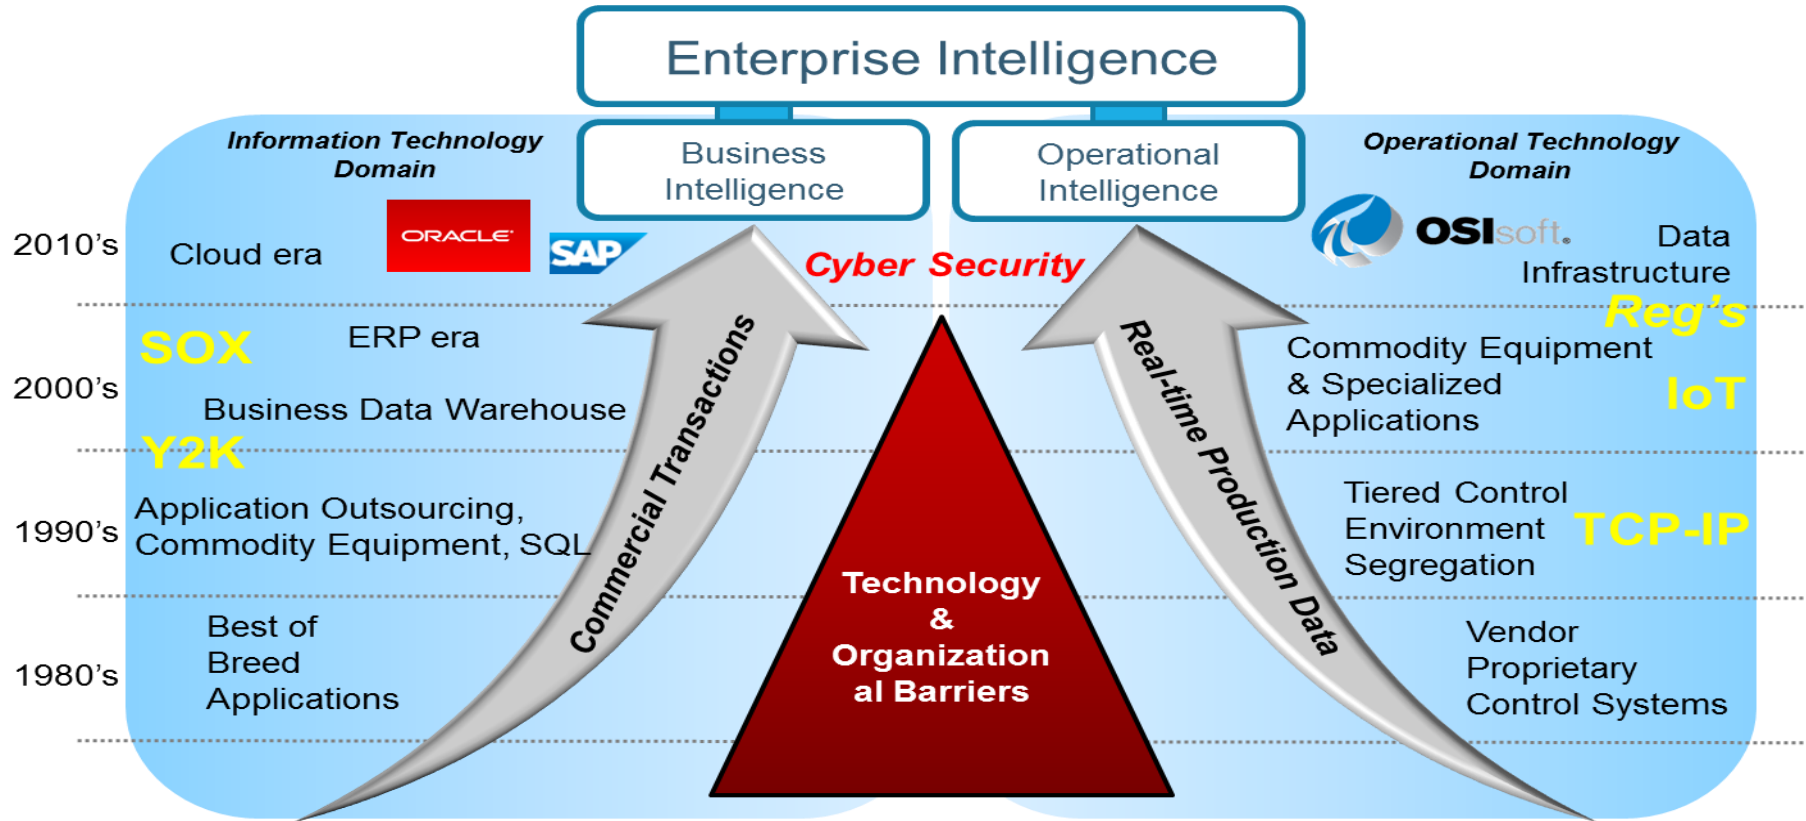 Enterprise Intelligence
Information Technology
Domain
Business
Intelligence
Operational
Intelligence
Operational Technology
Domain
2010’s
Cloud era
ORACLE
SAP
Cyber Security
OSIsoft.
Data
Infrastructure
Reg’s
SOX
ERP era
2000’s
Business Data Warehouse
Commodity Equipment
& Specialized
Applications
IoT
Y2K
1990’s
Application Outsourcing,
Commodity Equipment, SQL
Tiered Control
Environment
Segregation
TCP-IP
Commercial Transactions
Real-time Production Data
Technology
&
Organization
al Barriers
1980’s
Best of
Breed
Applications
Vendor
Proprietary
Control Systems